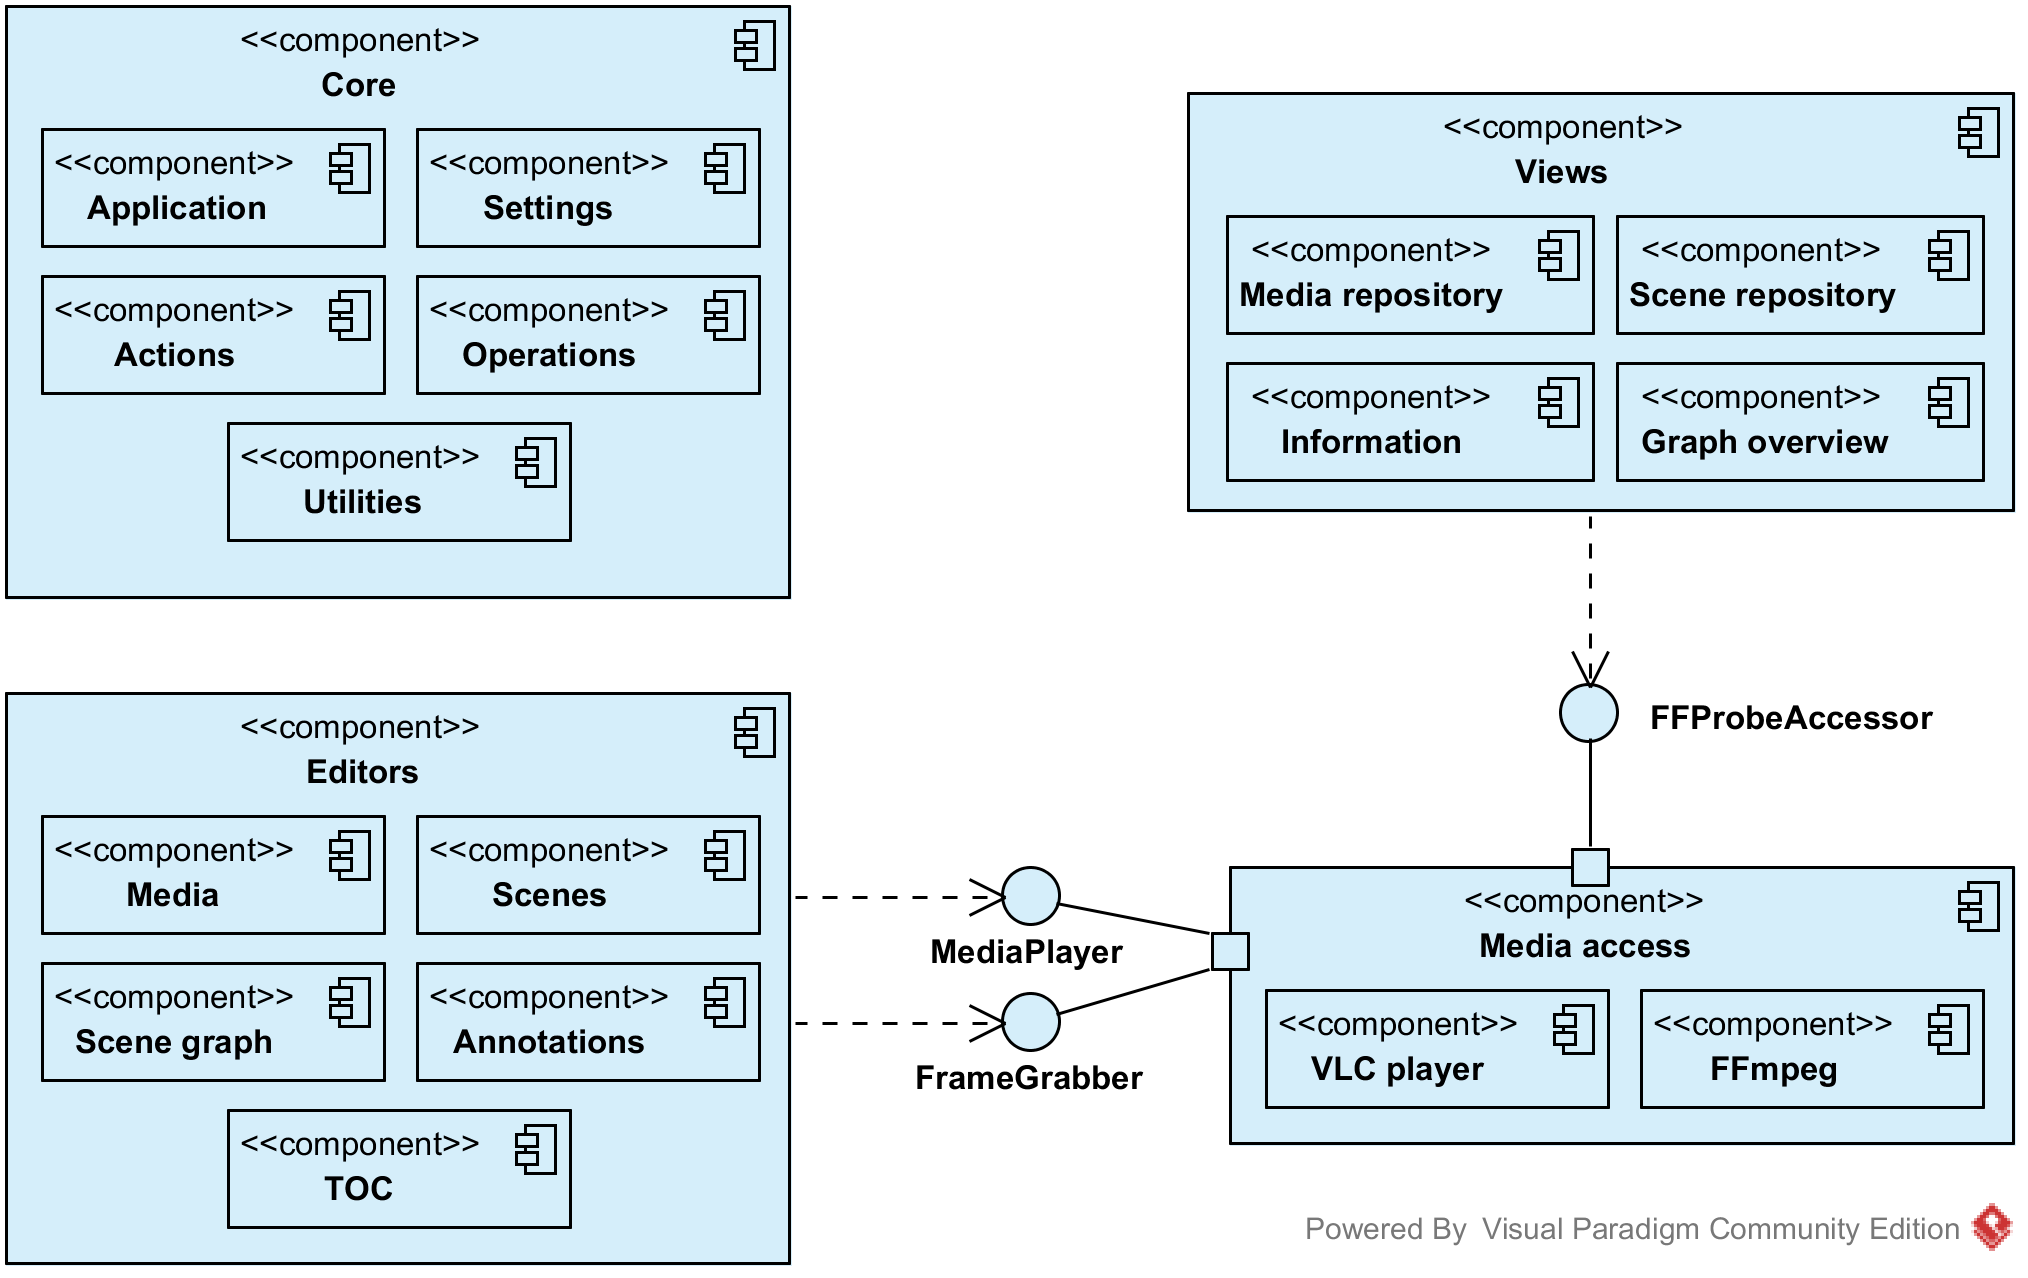 <<component>>
Core
<<component>>
Application
<<component>>
Settings
<<component>>
Actions
<<component>>
Operations
<<component>>
Utilities
<<component>>
Views
<<component>>
Media repository
<<component>>
Scene repository
<<component>>
Information
<<component>>
Graph overview
FFProbeAccessor
<<component>>
Editors
<<component>>
Media
<<component>>
Scenes
<<component>>
Scene graph
<<component>>
Annotations
<<component>>
TOC
MediaPlayer
FrameGrabber
<<component>>
Media access
<<component>>
VLC player
<<component>>
FFmpeg
Powered By Visual Paradigm Community Edition